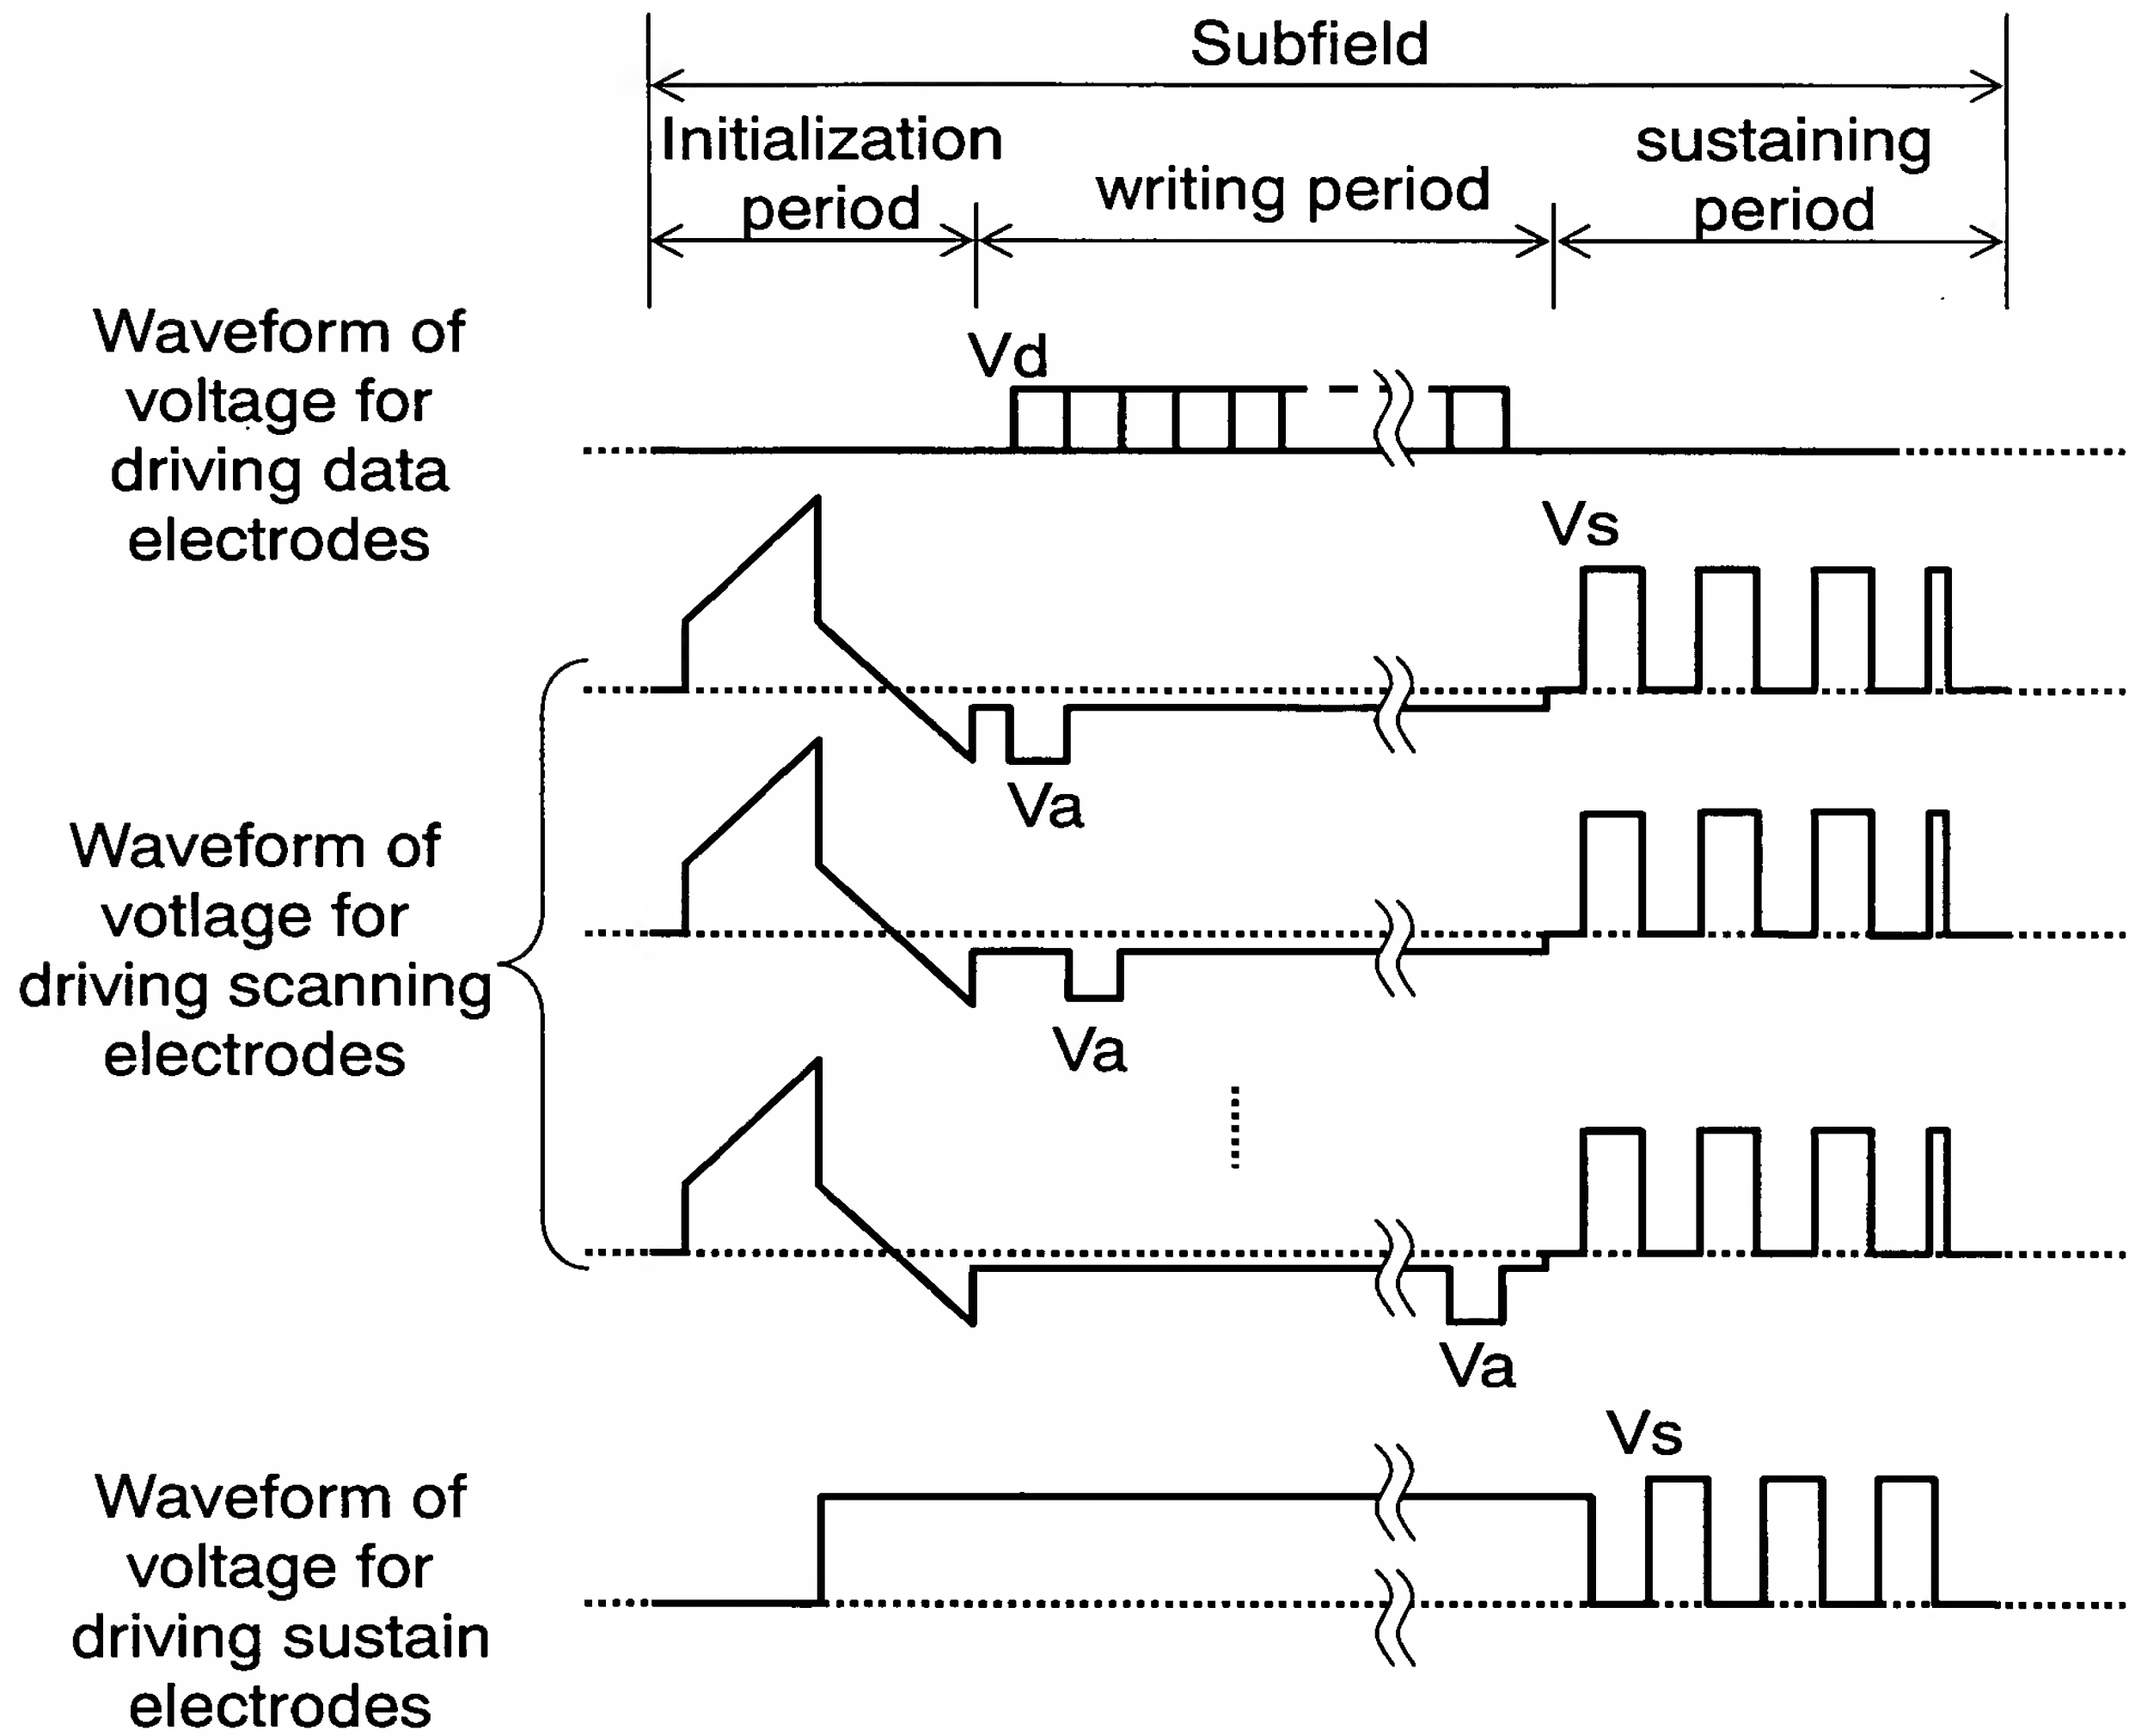 Subfield
Initialization
period
writing period
sustaining
period
Waveform of
voltage for
driving data
electrodes
Vd
Vs
Va
Waveform of
votlage for
driving scanning
electrodes
Va
Va
Vs
Waveform of
voltage for
driving sustain
electrodes